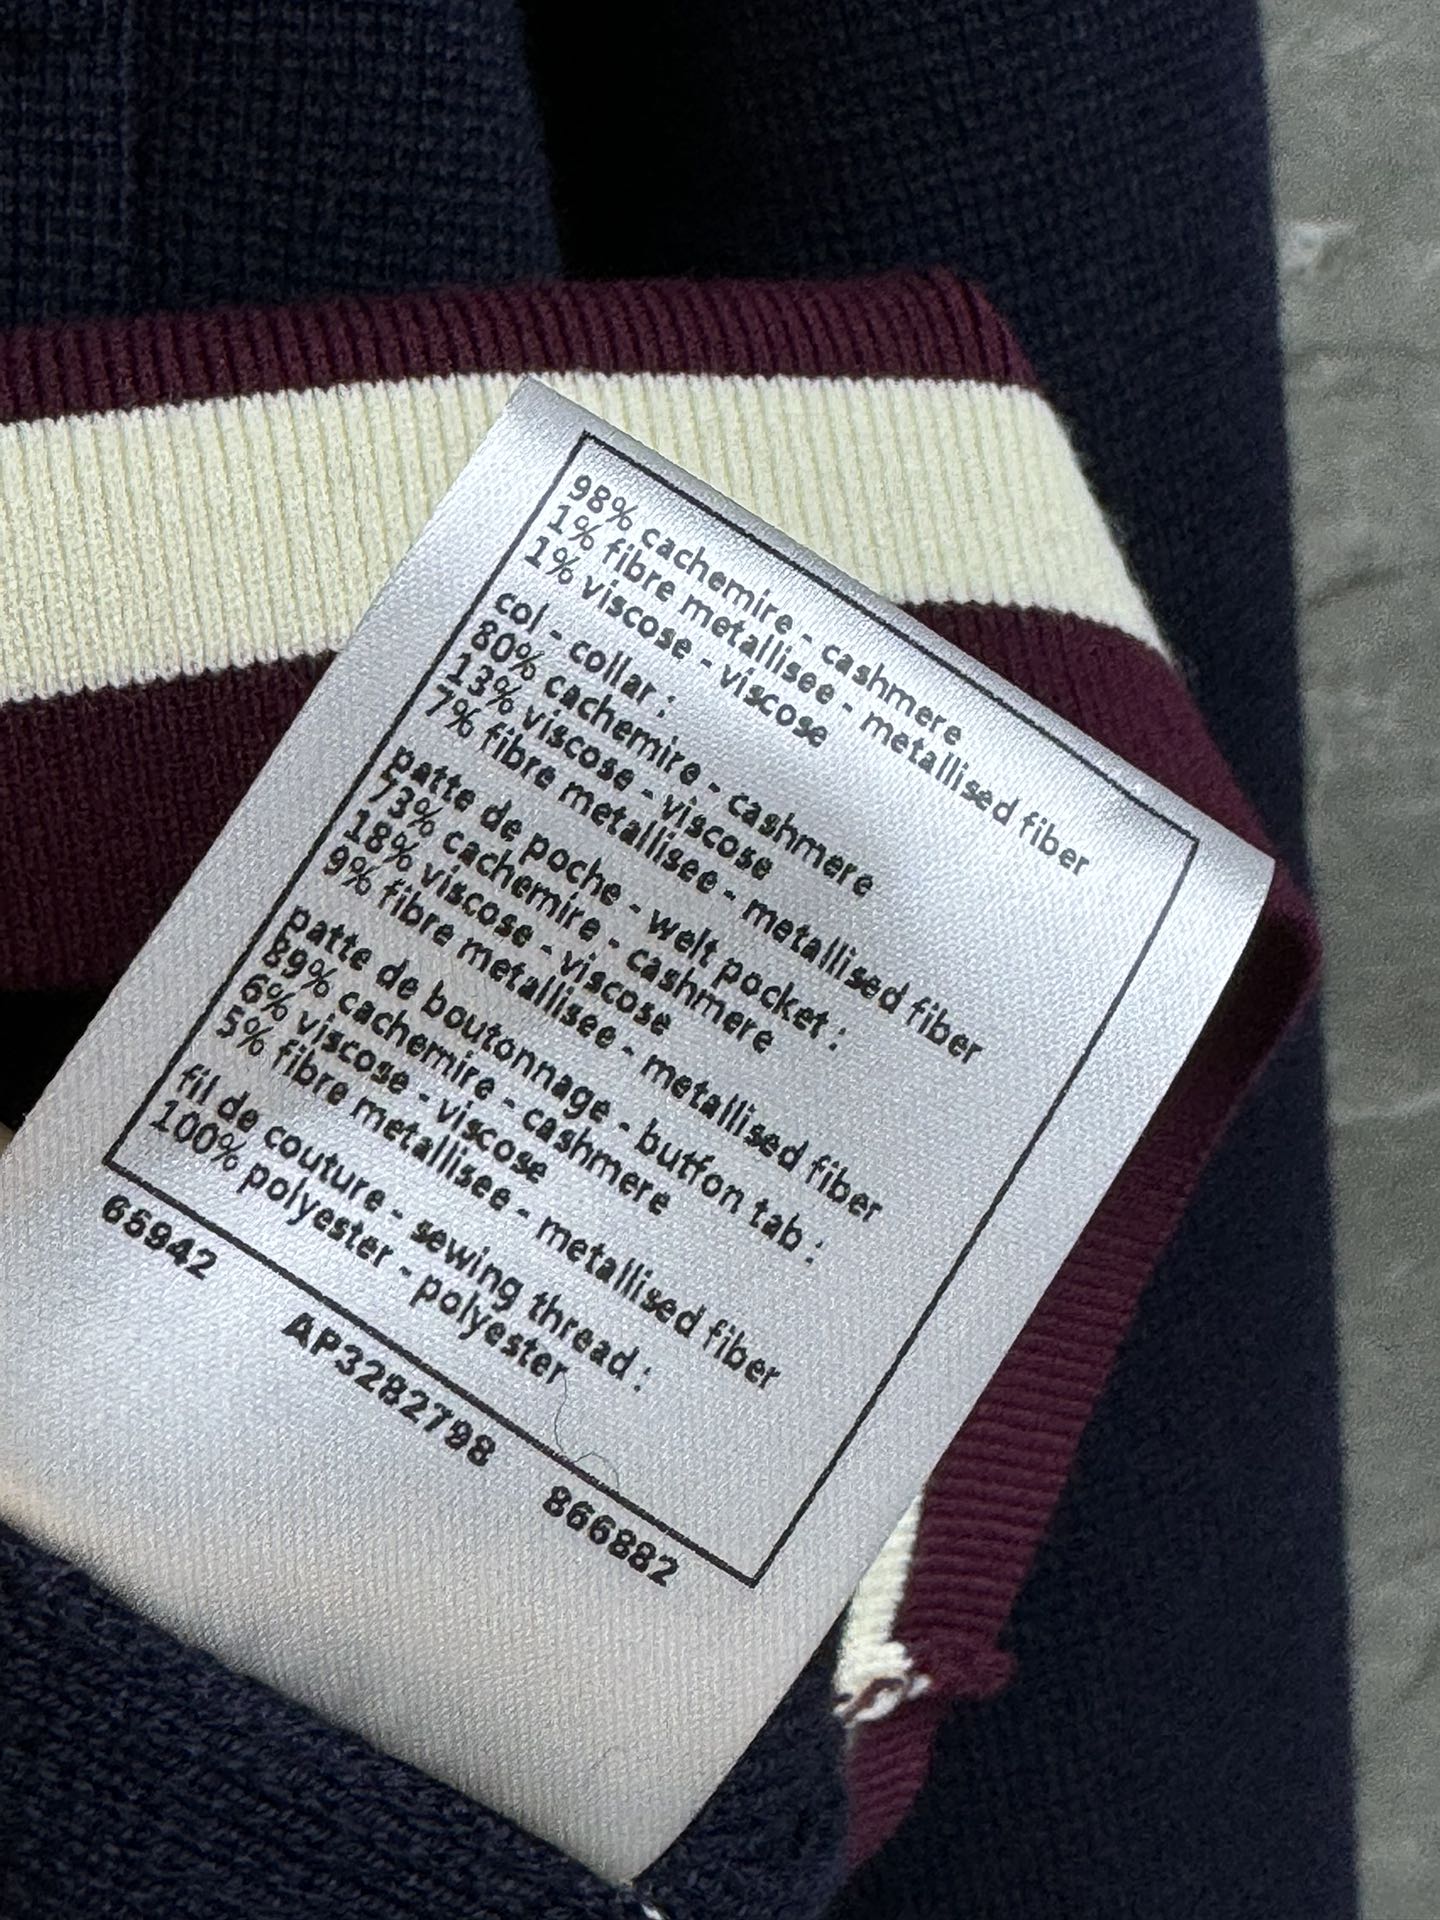 98% cachemire - cashmere
1% fibre metallisee - metallised fiber
1% viscose - viscose
col - collar :
80% cachemire - cashmere
13% viscose - viscose
7% fibre metallisee - metallised fiber
patte de poche - welt pocket :
73% cachemire - cashmere
18% viscose - viscose
9% fibre metallisee - metallised fiber
patte de boutonnage - button tab :
89% cachemire - cashmere
6% viscose - viscose
5% fibre metallisee - metallised fiber
fil de couture - sewing thread :
100% polyester - polyester
65942 AP3282798 866882